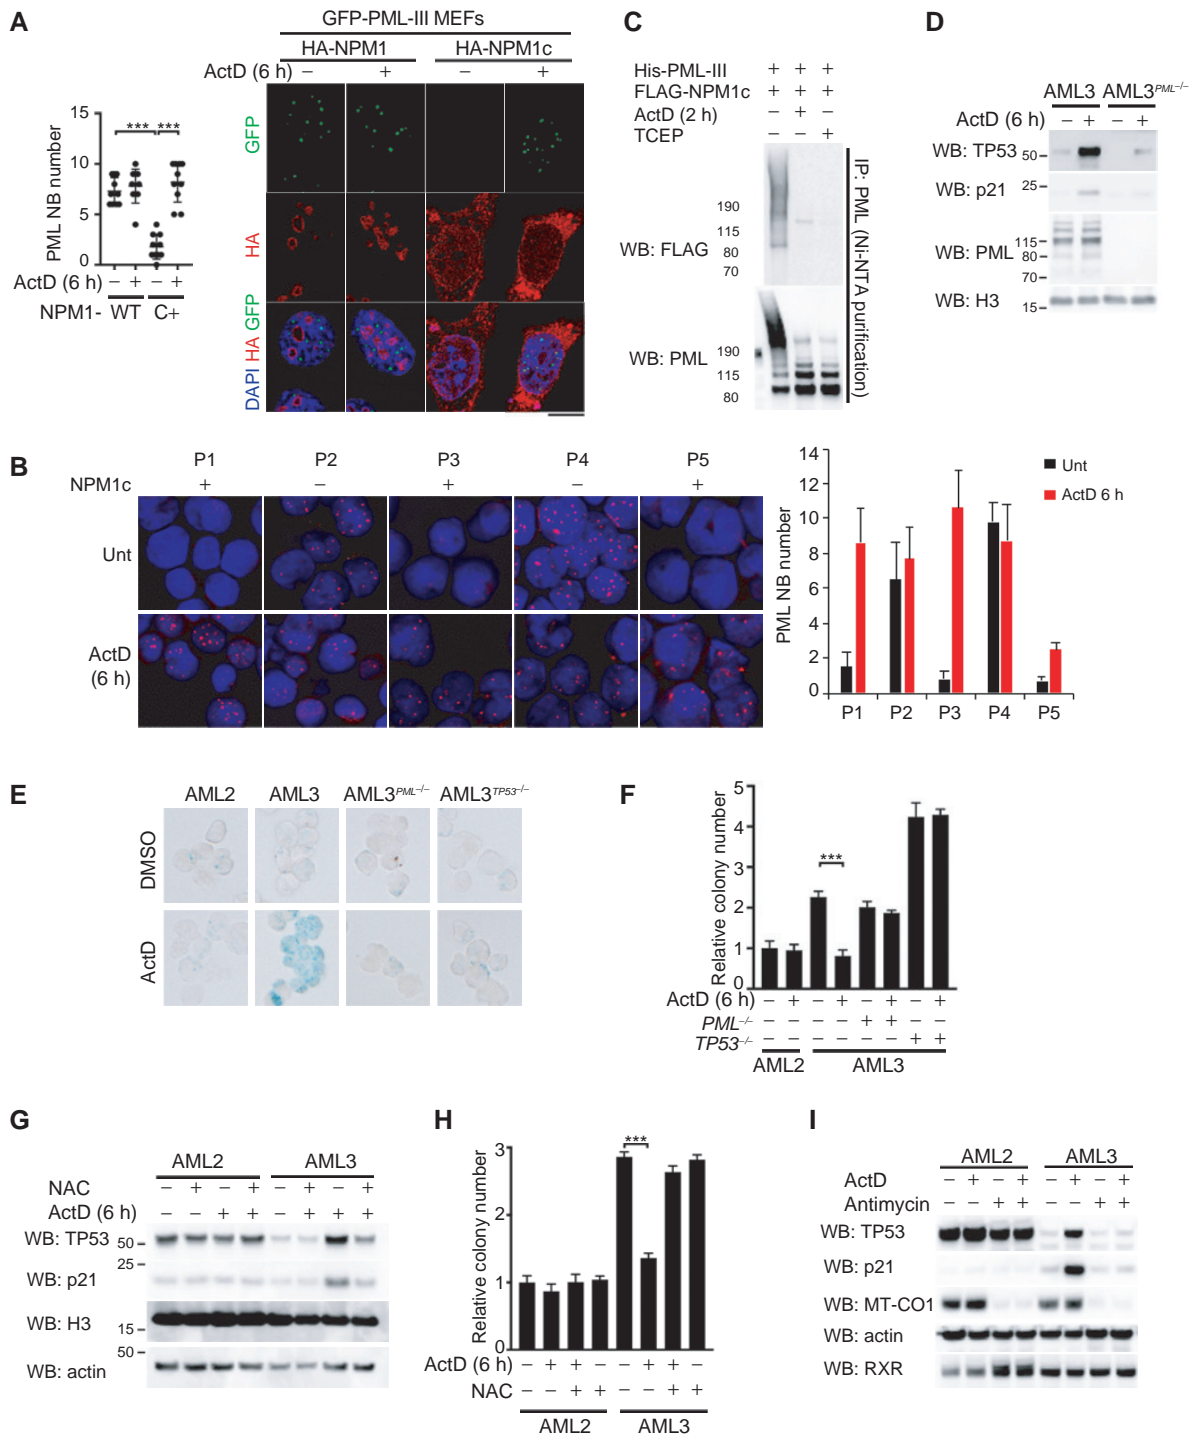 A
GFP-PML-III MEFs
HA-NPM1 HA-NPM1c
ActD (6 h) – + – +
GFP
HA
DAPI HA GFP
PML NB number
15
10
5
0
*** ***
ActD (6 h) – + – +
NPM1- WT C+
C
His-PML-III + + +
FLAG-NPM1c + + +
ActD (2 h) – + –
TCEP – – +
WB: FLAG
190
115
80
70
WB: PML
190
115
80
IP: PML (Ni-NTA purification)
D
AML3 AML3PML–/–
ActD (6 h) – + – +
WB: TP53 50
WB: p21 25
WB: PML 115
80
70
WB: H3 15
B
P1 P2 P3 P4 P5
NPM1c + – + – +
Unt
ActD (6 h)
PML NB number
14
12
10
8
6
4
2
0
P1 P2 P3 P4 P5
Unt
ActD 6 h
E
AML2 AML3 AML3PML–/– AML3TP53–/–
DMSO
ActD
F
Relative colony number
5
4
3
2
1
0
***
ActD (6 h) – + – + – + – +
PML–/– – – – – + + – –
TP53–/– – – – – – – + +
AML2 AML3
G
AML2 AML3
NAC – + – + – + – +
ActD (6 h) – – + + – + + +
WB: TP53 50
25
WB: p21
WB: H3 15
50
WB: actin
H
Relative colony number
3
2
1
0
***
ActD (6 h) – + + – – + + –
NAC – – + + – – + +
AML2 AML3
I
AML2 AML3
ActD – + – + – + – +
Antimycin – – + + – – + +
WB: TP53
WB: p21
WB: MT-CO1
WB: actin
WB: RXR